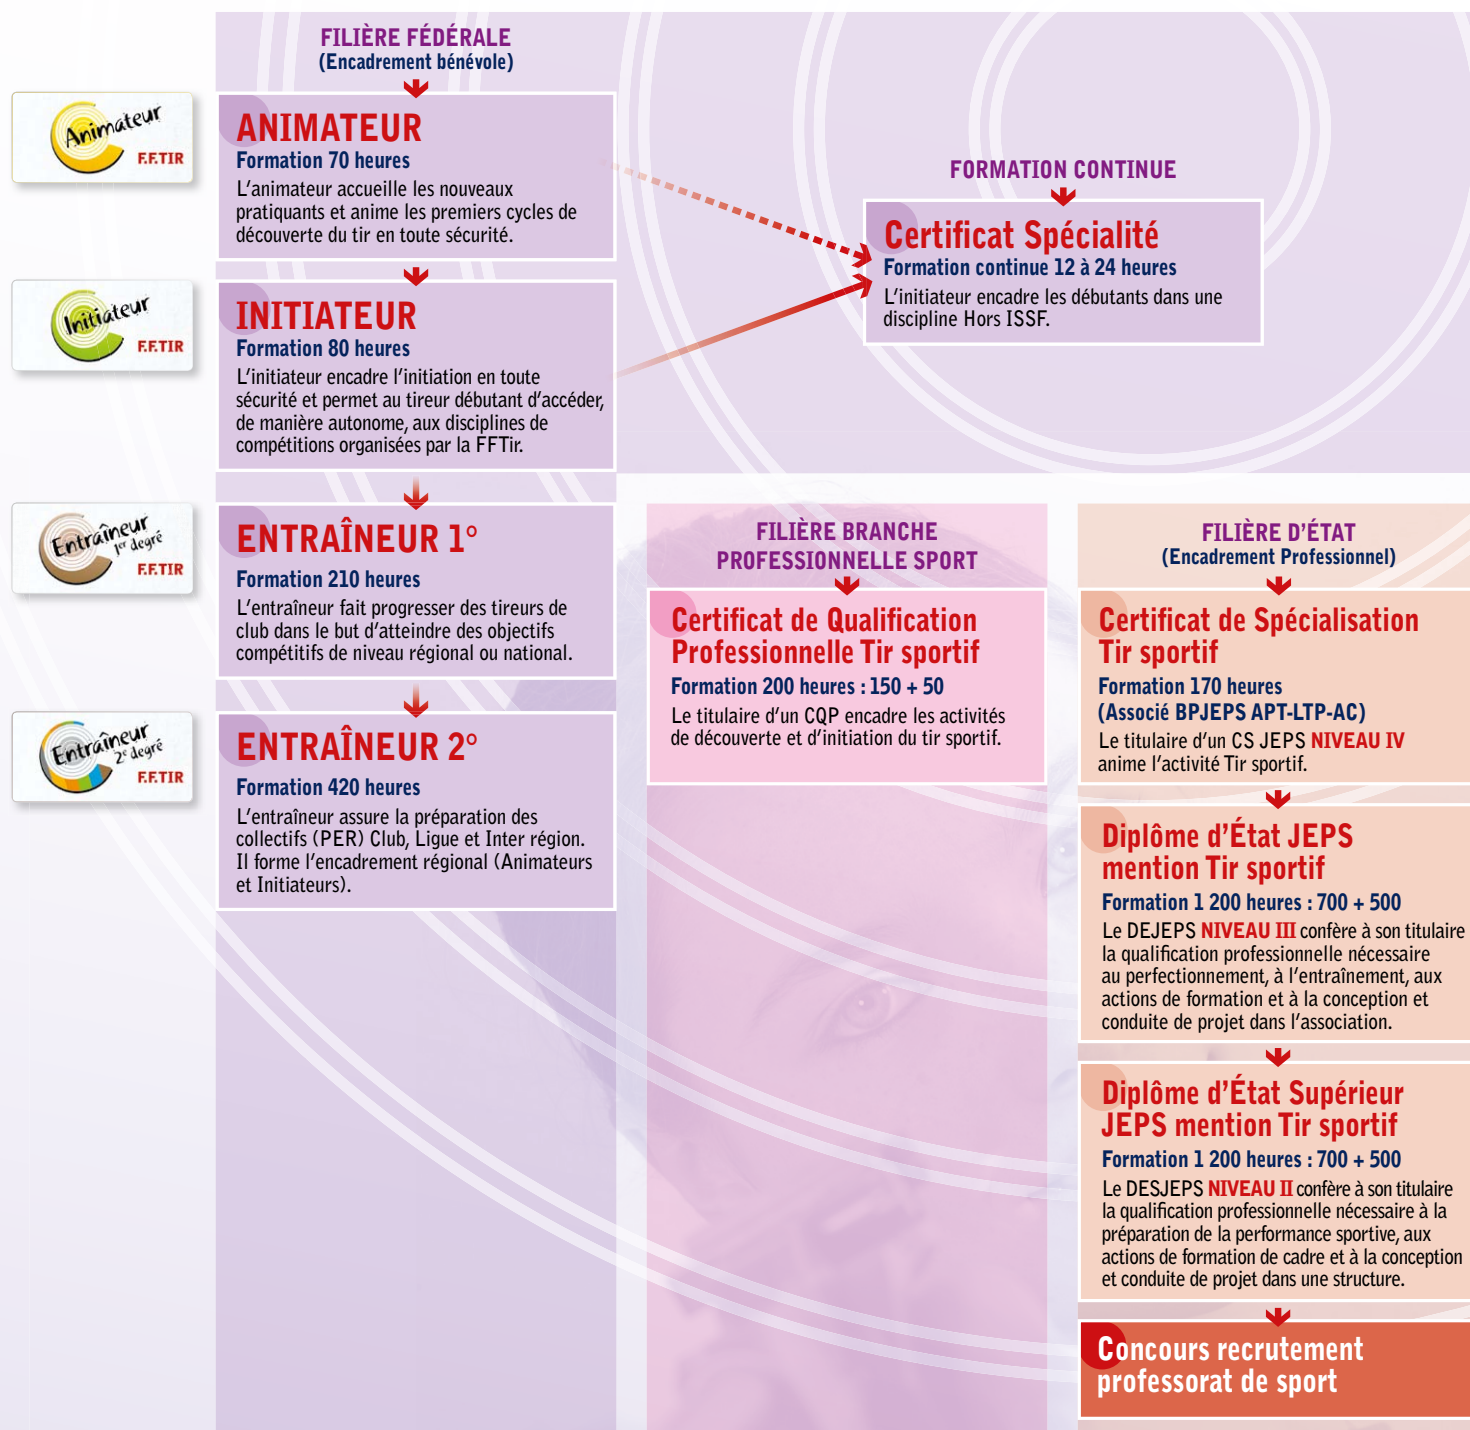 FILIÈRE FÉDÉRALE
(Encadrement bénévole)
Animateur
F.F.TIR
ANIMATEUR
Formation 70 heures
L'animateur accueille les nouveaux
pratiquants et anime les premiers cycles de
découverte du tir en toute sécurité.
FORMATION CONTINUE
Certificat Spécialité
Formation continue 12 à 24 heures
L'initiateur encadre les débutants dans une
discipline Hors ISSF.
Initiateur
F.F.TIR
INITIATEUR
Formation 80 heures
L'initiateur encadre l'initiation en toute
sécurité et permet au tireur débutant d'accéder,
de manière autonome, aux disciplines de
compétitions organisées par la FFTir.
Entraîneur
1er degré
F.F.TIR
ENTRAÎNEUR 1°
Formation 210 heures
L'entraîneur fait progresser des tireurs de
club dans le but d'atteindre des objectifs
compétitifs de niveau régional ou national.
Entraîneur
2e degré
F.F.TIR
ENTRAÎNEUR 2°
Formation 420 heures
L'entraîneur assure la préparation des
collectifs (PER) Club, Ligue et Inter région.
Il forme l'encadrement régional (Animateurs
et Initiateurs).
FILIÈRE BRANCHE
PROFESSIONNELLE SPORT
Certificat de Qualification
Professionnelle Tir sportif
Formation 200 heures : 150 + 50
Le titulaire d'un CQP encadre les activités
de découverte et d'initiation du tir sportif.
FILIÈRE D'ÉTAT
(Encadrement Professionnel)
Certificat de Spécialisation
Tir sportif
Formation 170 heures
(Associé BPJEPS APT-LTP-AC)
Le titulaire d'un CS JEPS NIVEAU IV
anime l'activité Tir sportif.
Diplôme d'État JEPS
mention Tir sportif
Formation 1 200 heures : 700 + 500
Le DEJEPS NIVEAU III confère à son titulaire
la qualification professionnelle nécessaire
au perfectionnement, à l'entraînement, aux
actions de formation et à la conception et
conduite de projet dans l'association.
Diplôme d'État Supérieur
JEPS mention Tir sportif
Formation 1 200 heures : 700 + 500
Le DESJEPS NIVEAU II confère à son titulaire
la qualification professionnelle nécessaire à la
préparation de la performance sportive, aux
actions de formation de cadre et à la conception
et conduite de projet dans une structure.
Concours recrutement
professorat de sport